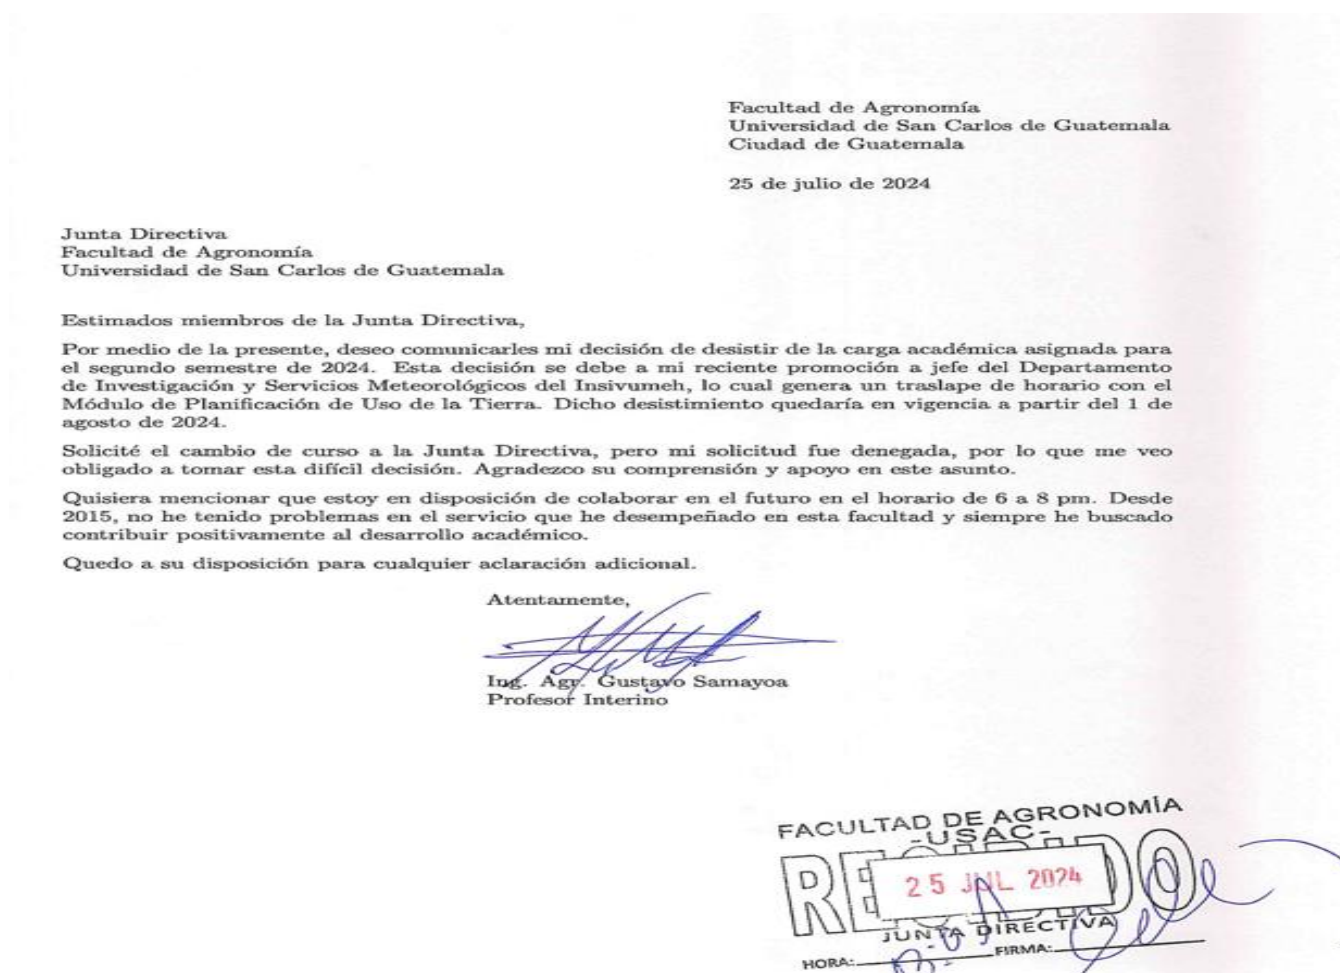 Facultad de Agronomía
Universidad de San Carlos de Guatemala
Ciudad de Guatemala
25 de julio de 2024
Junta Directiva
Facultad de Agronomía
Universidad de San Carlos de Guatemala
Estimados miembros de la Junta Directiva,
Por medio de la presente, deseo comunicarles mi decisión de desistir de la carga académica asignada para
el segundo semestre de 2024. Esta decisión se debe a mi reciente promoción a jefe del Departamento
de Investigación y Servicios Meteorológicos del Insivumeh, lo cual genera un traslape de horario con el
Módulo de Planificación de Uso de la Tierra. Dicho desistimiento quedaría en vigencia a partir del 1 de
agosto de 2024.
Solicité el cambio de curso a la Junta Directiva, pero mi solicitud fue denegada, por lo que me veo
obligado a tomar esta difícil decisión. Agradezco su comprensión y apoyo en este asunto.
Quisiera mencionar que estoy en disposición de colaborar en el futuro en el horario de 6 a 8 pm. Desde
2015, no he tenido problemas en el servicio que he desempeñado en esta facultad y siempre he buscado
contribuir positivamente al desarrollo académico.
Quedo a su disposición para cualquier aclaración adicional.
Atentamente,
Ing. Agr. Gustavo Samayoa
Profesor Interino
FACULTAD DE AGRONOMÍA
-USAC-
RECIBIDO
25 JUL 2024
JUNTA DIRECTIVA
HORA: FIRMA: